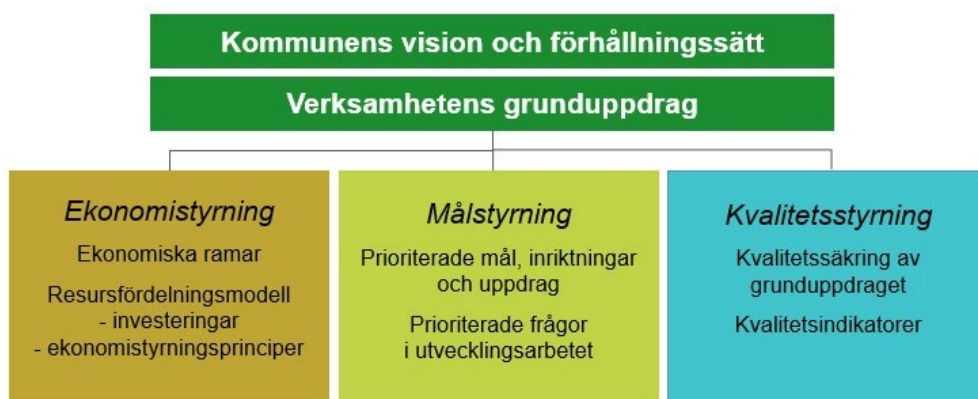 Kommunens vision och förhållningssätt
Verksamhetens grunduppdrag
Ekonomistyrning
Ekonomiska ramar
Resursfördelningsmodell
- investeringar
- ekonomistyrningsprinciper
Målstyrning
Prioriterade mål, inriktningar
och uppdrag
Prioriterade frågor
i utvecklingsarbetet
Kvalitetsstyrning
Kvalitetssäkring av
grunduppdraget
Kvalitetsindikatorer